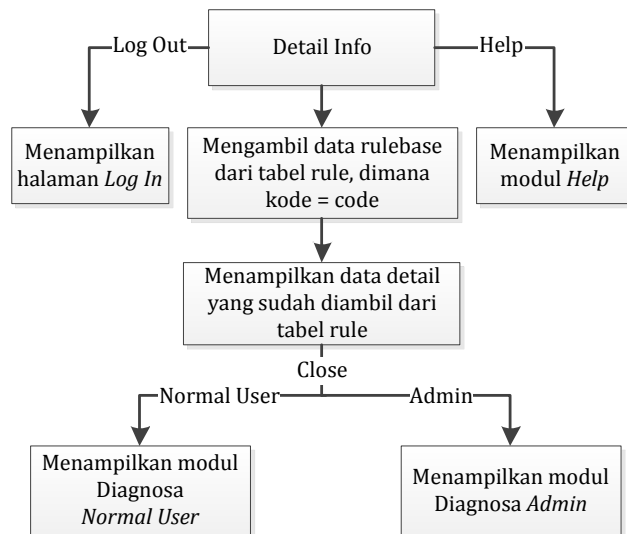 Log Out
Detail Info
Help
Menampilkan
halaman Log In
Mengambil data rulebase
dari tabel rule, dimana
kode = code
Menampilkan
modul Help
Menampilkan data detail
yang sudah diambil dari
tabel rule
Close
Normal User
Admin
Menampilkan modul
Diagnosa
Normal User
Menampilkan modul
Diagnosa Admin